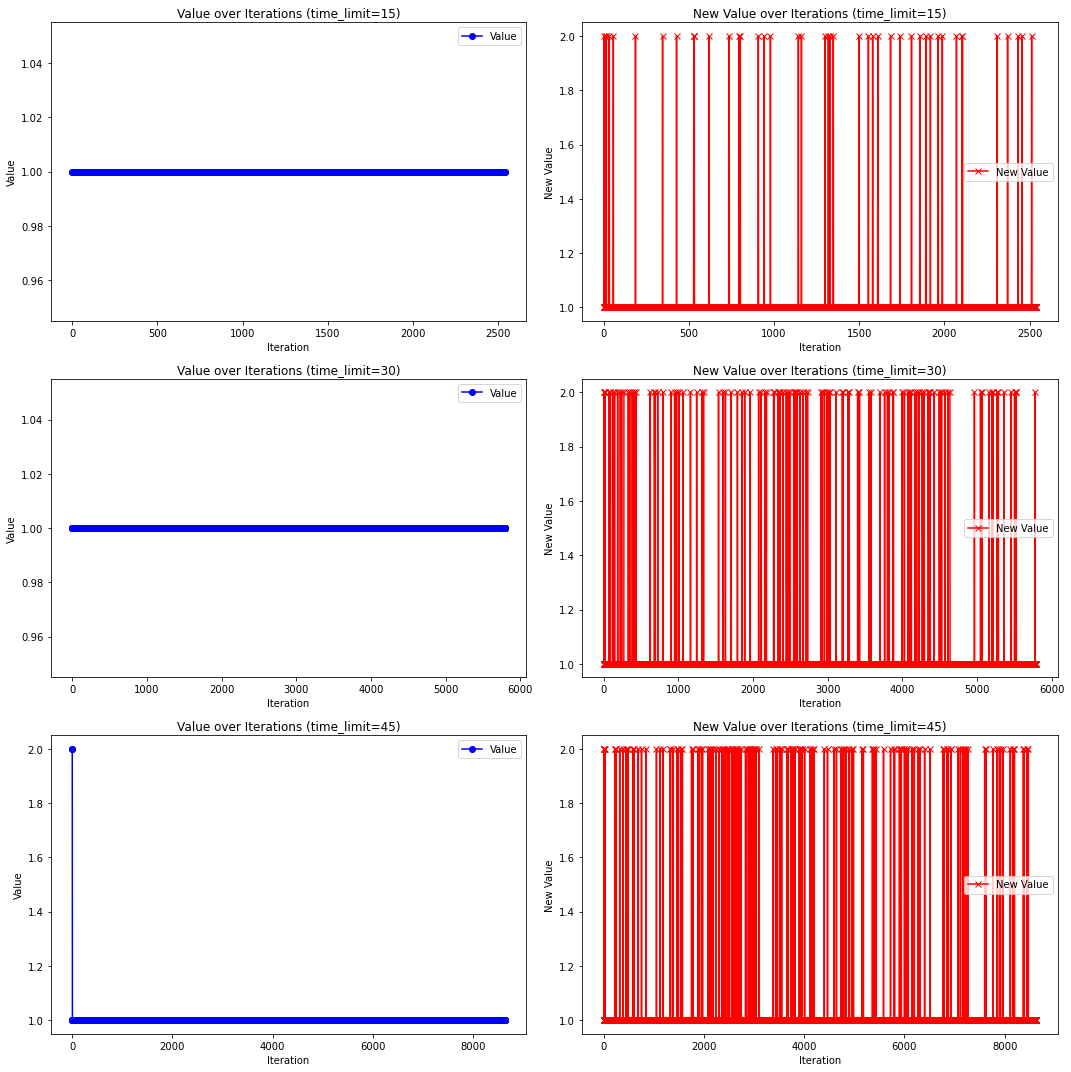 Value over Iterations (time_limit=15)
Value
1.04
1.02
1.00
0.98
0.96
Value
0
500
1000
1500
2000
2500
Iteration
New Value over Iterations (time_limit=15)
2.0
1.8
1.6
1.4
1.2
1.0
New Value
New Value
0
500
1000
1500
2000
2500
Iteration
Value over Iterations (time_limit=30)
Value
1.04
1.02
1.00
0.98
0.96
Value
0
1000
2000
3000
4000
5000
6000
Iteration
New Value over Iterations (time_limit=30)
2.0
1.8
1.6
1.4
1.2
1.0
New Value
New Value
0
1000
2000
3000
4000
5000
6000
Iteration
Value over Iterations (time_limit=45)
Value
2.0
1.8
1.6
1.4
1.2
1.0
Value
0
2000
4000
6000
8000
Iteration
New Value over Iterations (time_limit=45)
2.0
1.8
1.6
1.4
1.2
1.0
New Value
New Value
0
2000
4000
6000
8000
Iteration